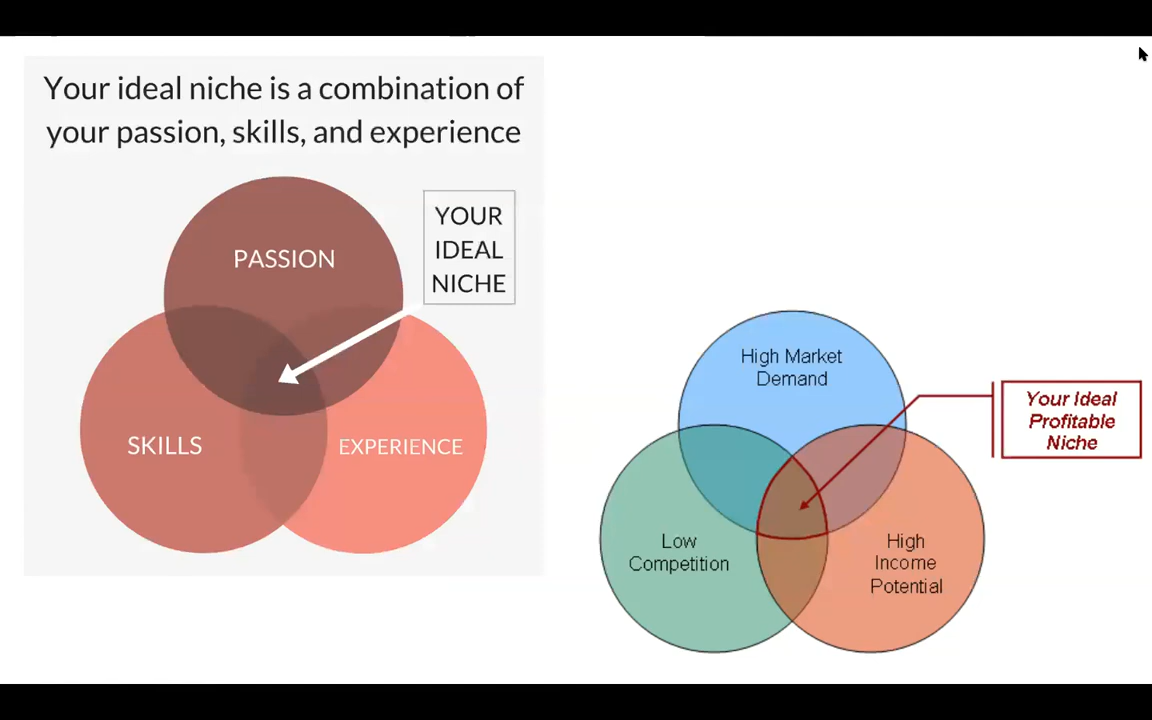 Your ideal niche is a combination of
your passion, skills, and experience
YOUR
IDEAL
NICHE
PASSION
SKILLS
EXPERIENCE
High Market
Demand
Your Ideal
Profitable
Niche
Low
Competition
High
Income
Potential